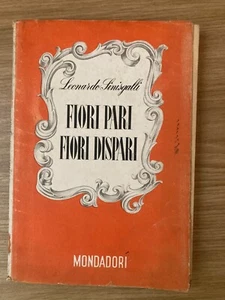 Leonardo Sinisgalli
FIORI PARI
FIORI DISPARI
MONDADORI